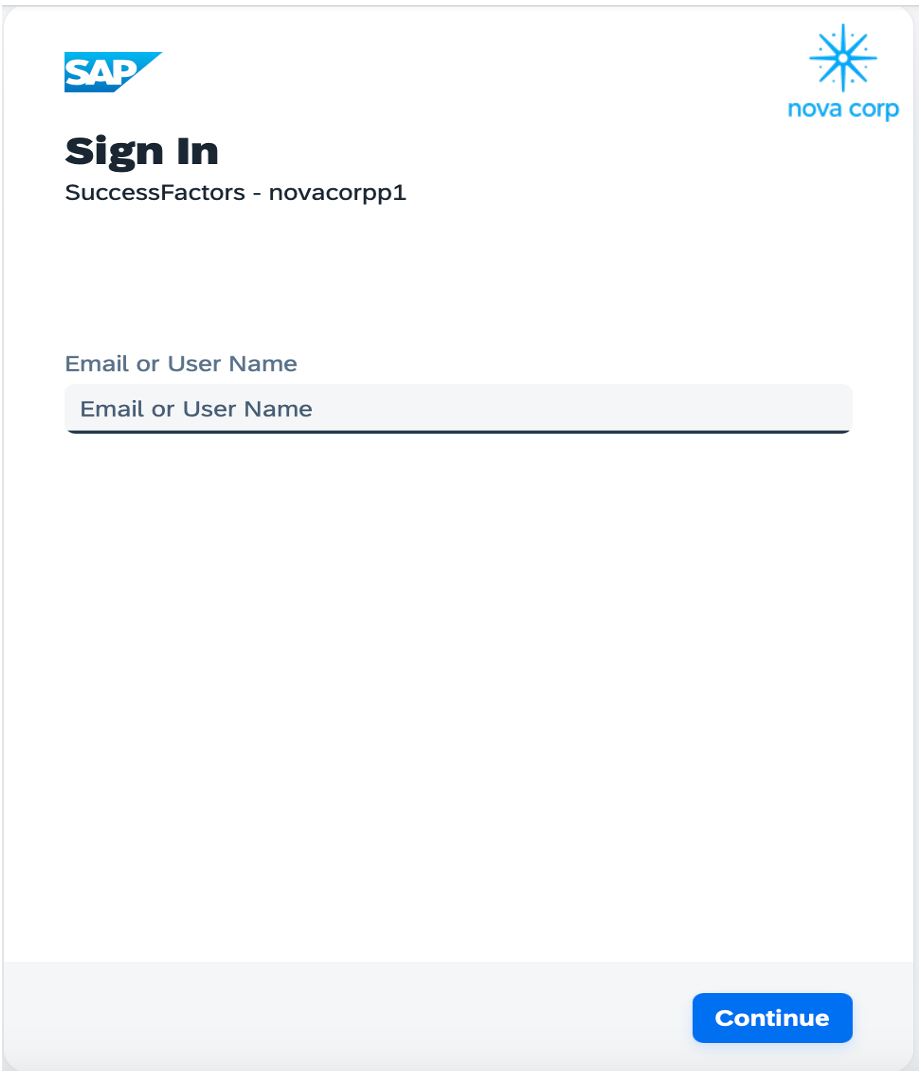 SAP
nova corp
Sign In
SuccessFactors - novacorpp1
Email or User Name
Email or User Name
Continue